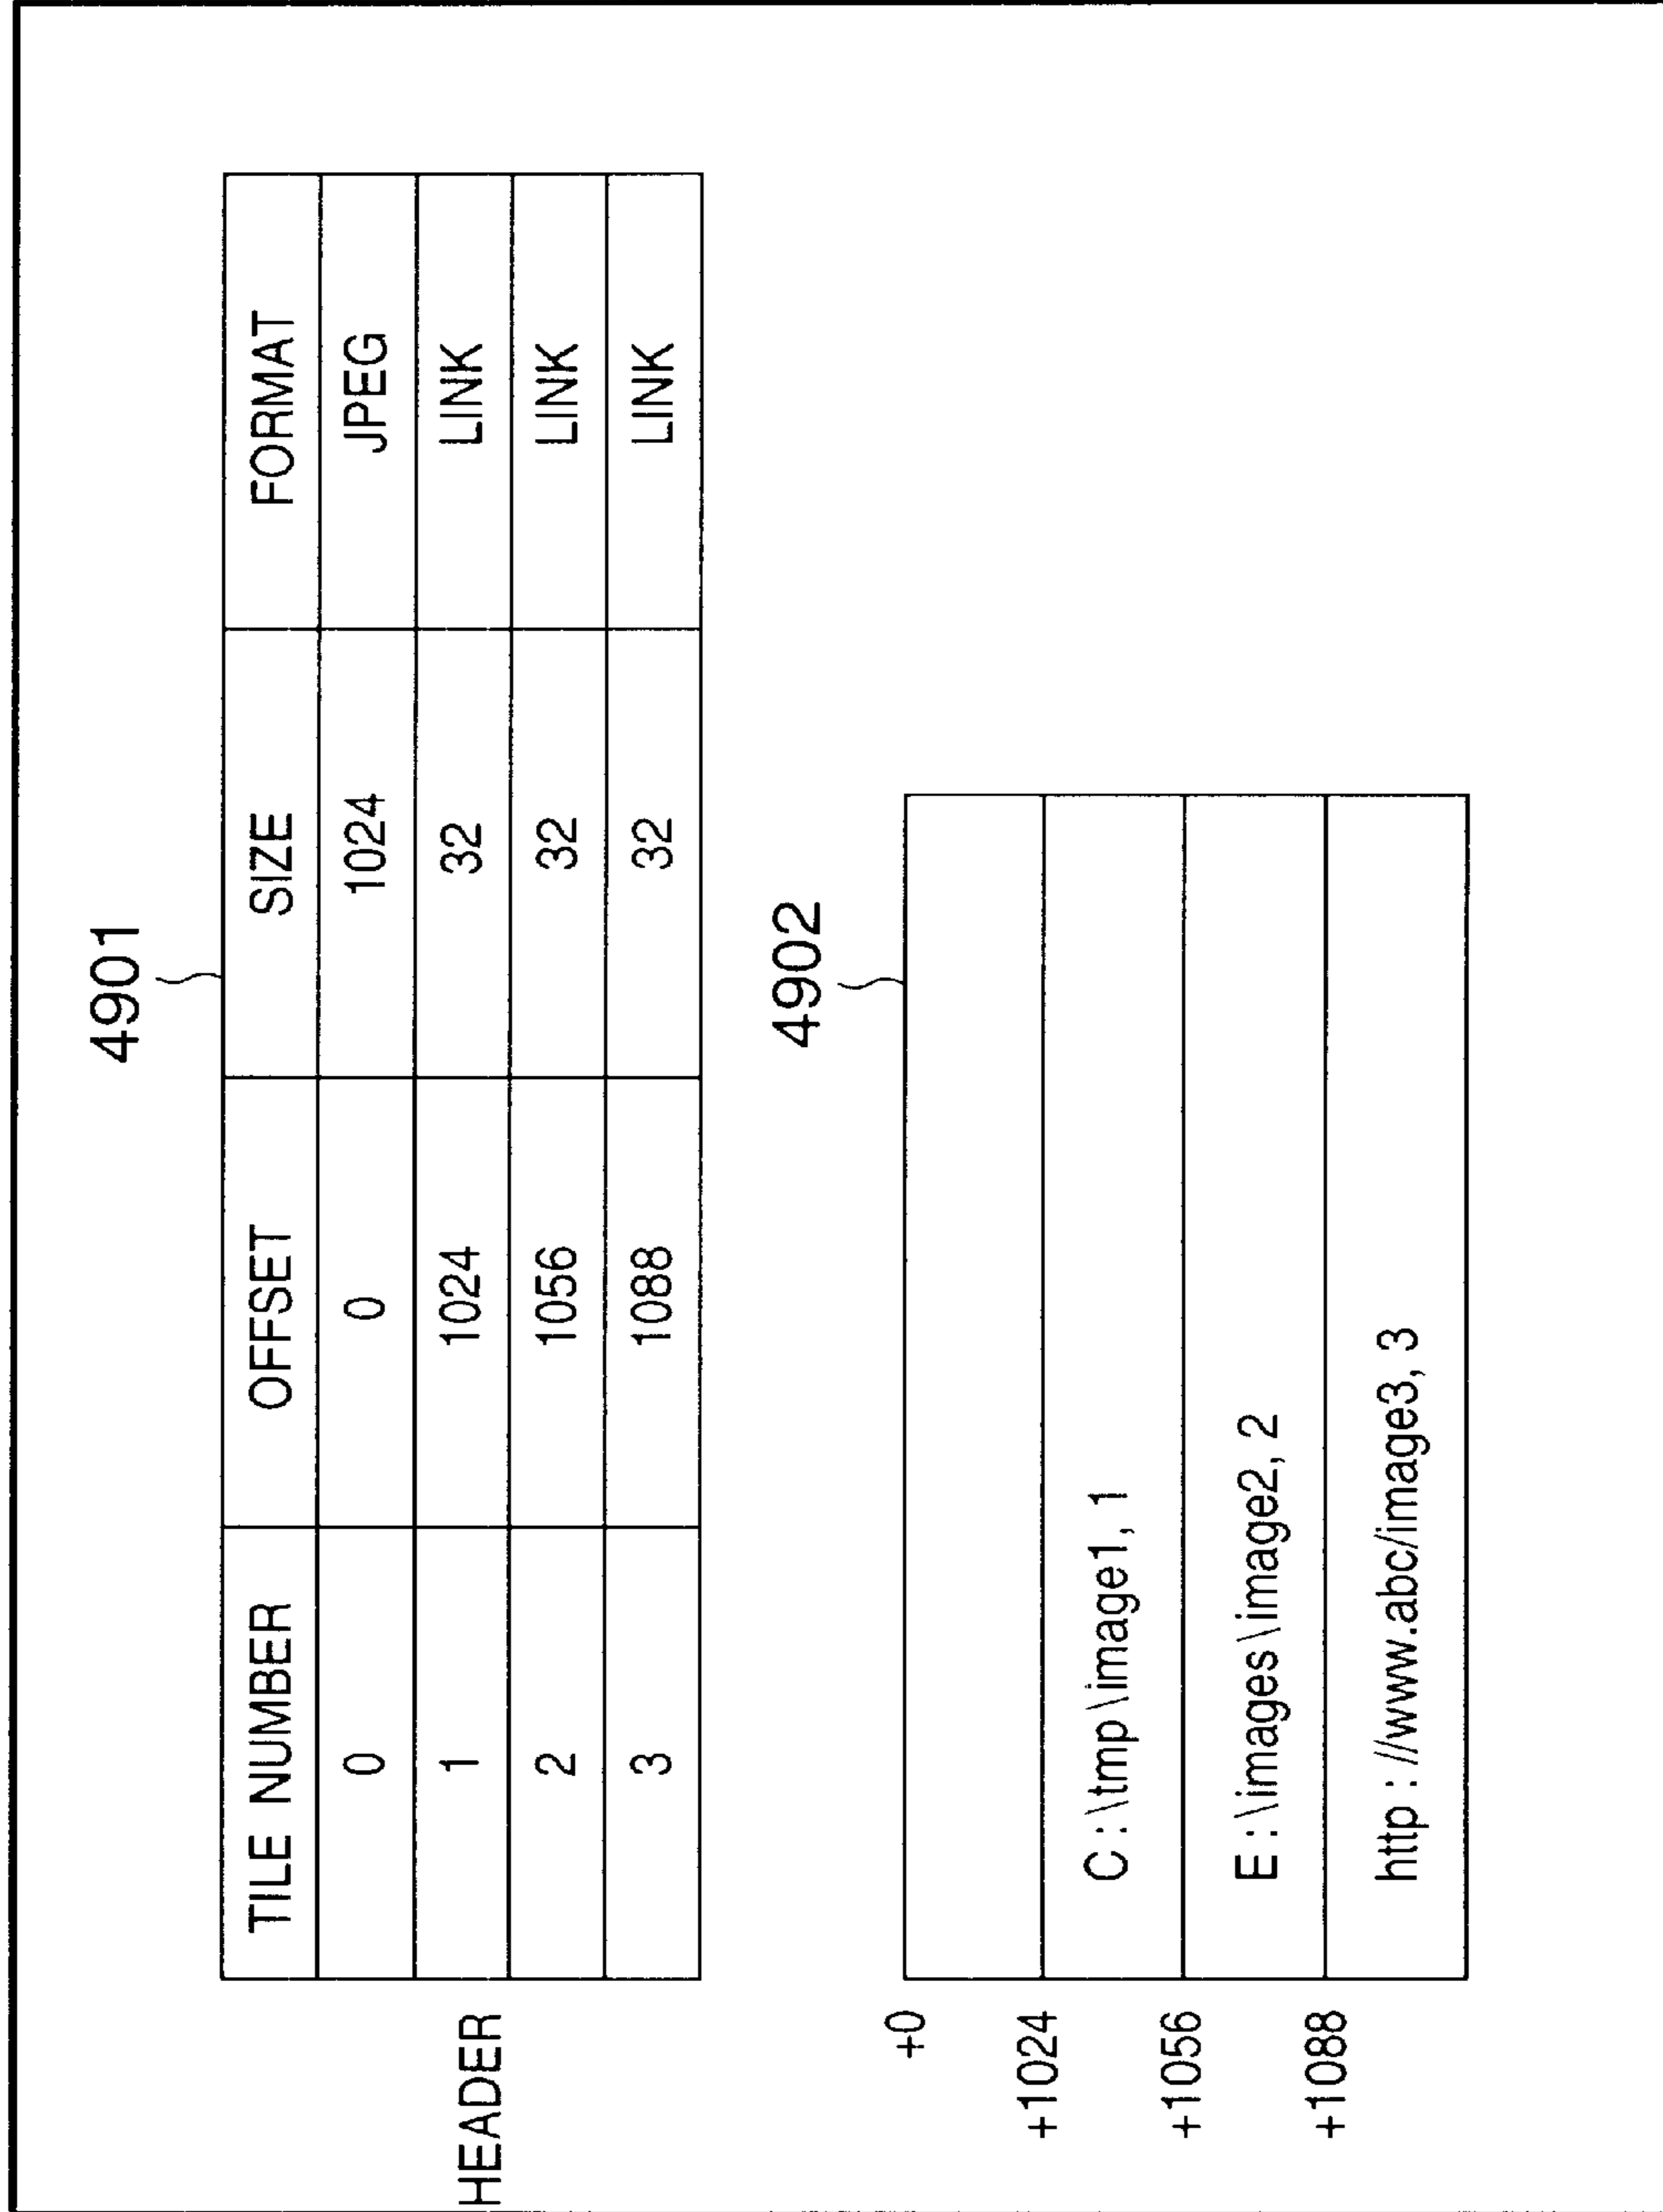 4901
HEADER
TILE NUMBER OFFSET SIZE FORMAT
0 0 1024 JPEG
1 1024 32 LINK
2 1056 32 LINK
3 1088 32 LINK
4902
+0
+1024
C:\tmp\image1, 1
+1056
E:\images\image2, 2
+1088
http://www.abc/image3, 3